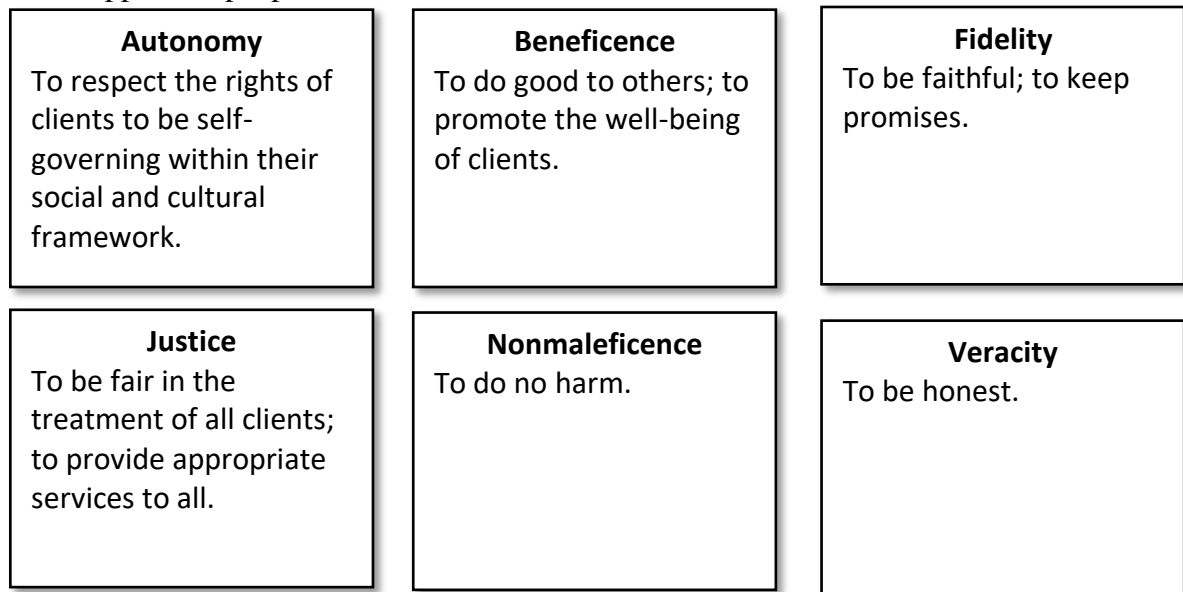 Autonomy
To respect the rights of
clients to be self-
governing within their
social and cultural
framework.
Beneficence
To do good to others; to
promote the well-being
of clients.
Fidelity
To be faithful; to keep
promises.
Justice
To be fair in the
treatment of all clients;
to provide appropriate
services to all.
Nonmaleficence
To do no harm.
Veracity
To be honest.